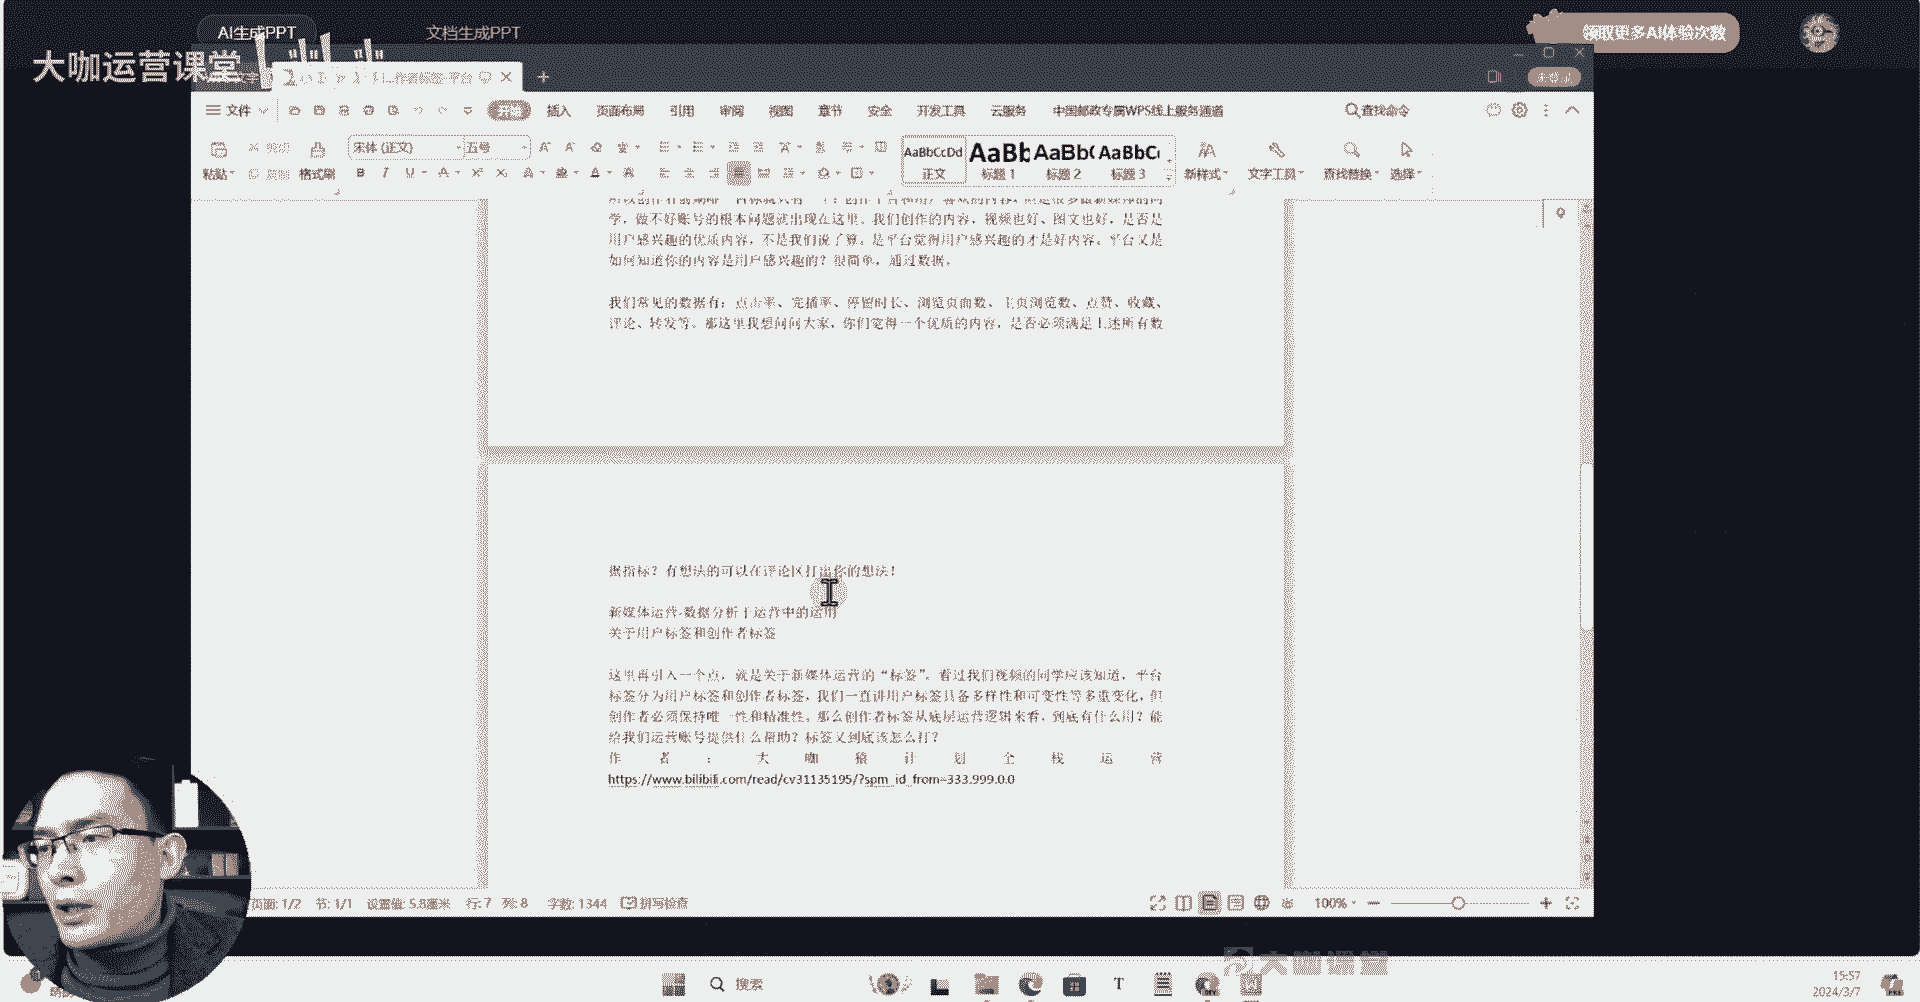 AI生成PPT
文档生成PPT
领取更多AI体验次数
大咖运营课堂
作者标签-平台
未登录
文件
开始
插入
页面布局
引用
审阅
视图
章节
安全
开发工具
云服务
中国邮政专属WPS线上服务通道
查找命令
粘贴
剪切
复制
格式刷
宋体 (正文)
五号
AaBbCcDd
正文
AaBb
标题 1
AaBb(
标题 2
AaBbC
标题 3
新样式
文字工具
查找替换
选择
学，做不好账号的根本问题就出现在这里。我们创作的内容，视频也好、图文也好，是否是
用户感兴趣的优质内容，不是我们说了算。是平台觉得用户感兴趣的才是好内容。平台又是
如何知道你的内容是用户感兴趣的？很简单，通过数据。
我们常见的数据有：点击率、完播率、停留时长、浏览页面数、主页浏览数、点赞、收藏、
评论、转发等。那这里我想问问大家，你们觉得一个优质的内容，是否必须满足上述所有数
据指标？有想法的可以在评论区打出你的想法！
新媒体运营-数据分析于运营中的运用
关于用户标签和创作者标签
这里再引入一个点，就是关于新媒体运营的“标签”。看过我们视频的同学应该知道，平台
标签分为用户标签和创作者标签，我们一直讲用户标签具备多样性和可变性等多重变化，但
创作者必须保持唯一性和精准性。那么创作者标签从底层运营逻辑来看，到底有什么用？能
给我们运营账号提供什么帮助？标签又到底该怎么打？
作者：大咖猿计划全栈运营
https://www.bilibili.com/read/cv31135195/?spm_id_from=333.999.0.0
页面: 1/2
节: 1/1
设置值: 5.8厘米
行: 7
列: 8
字数: 1344
拼写检查
100%
大咖课堂
搜索
15:57
2024/3/7